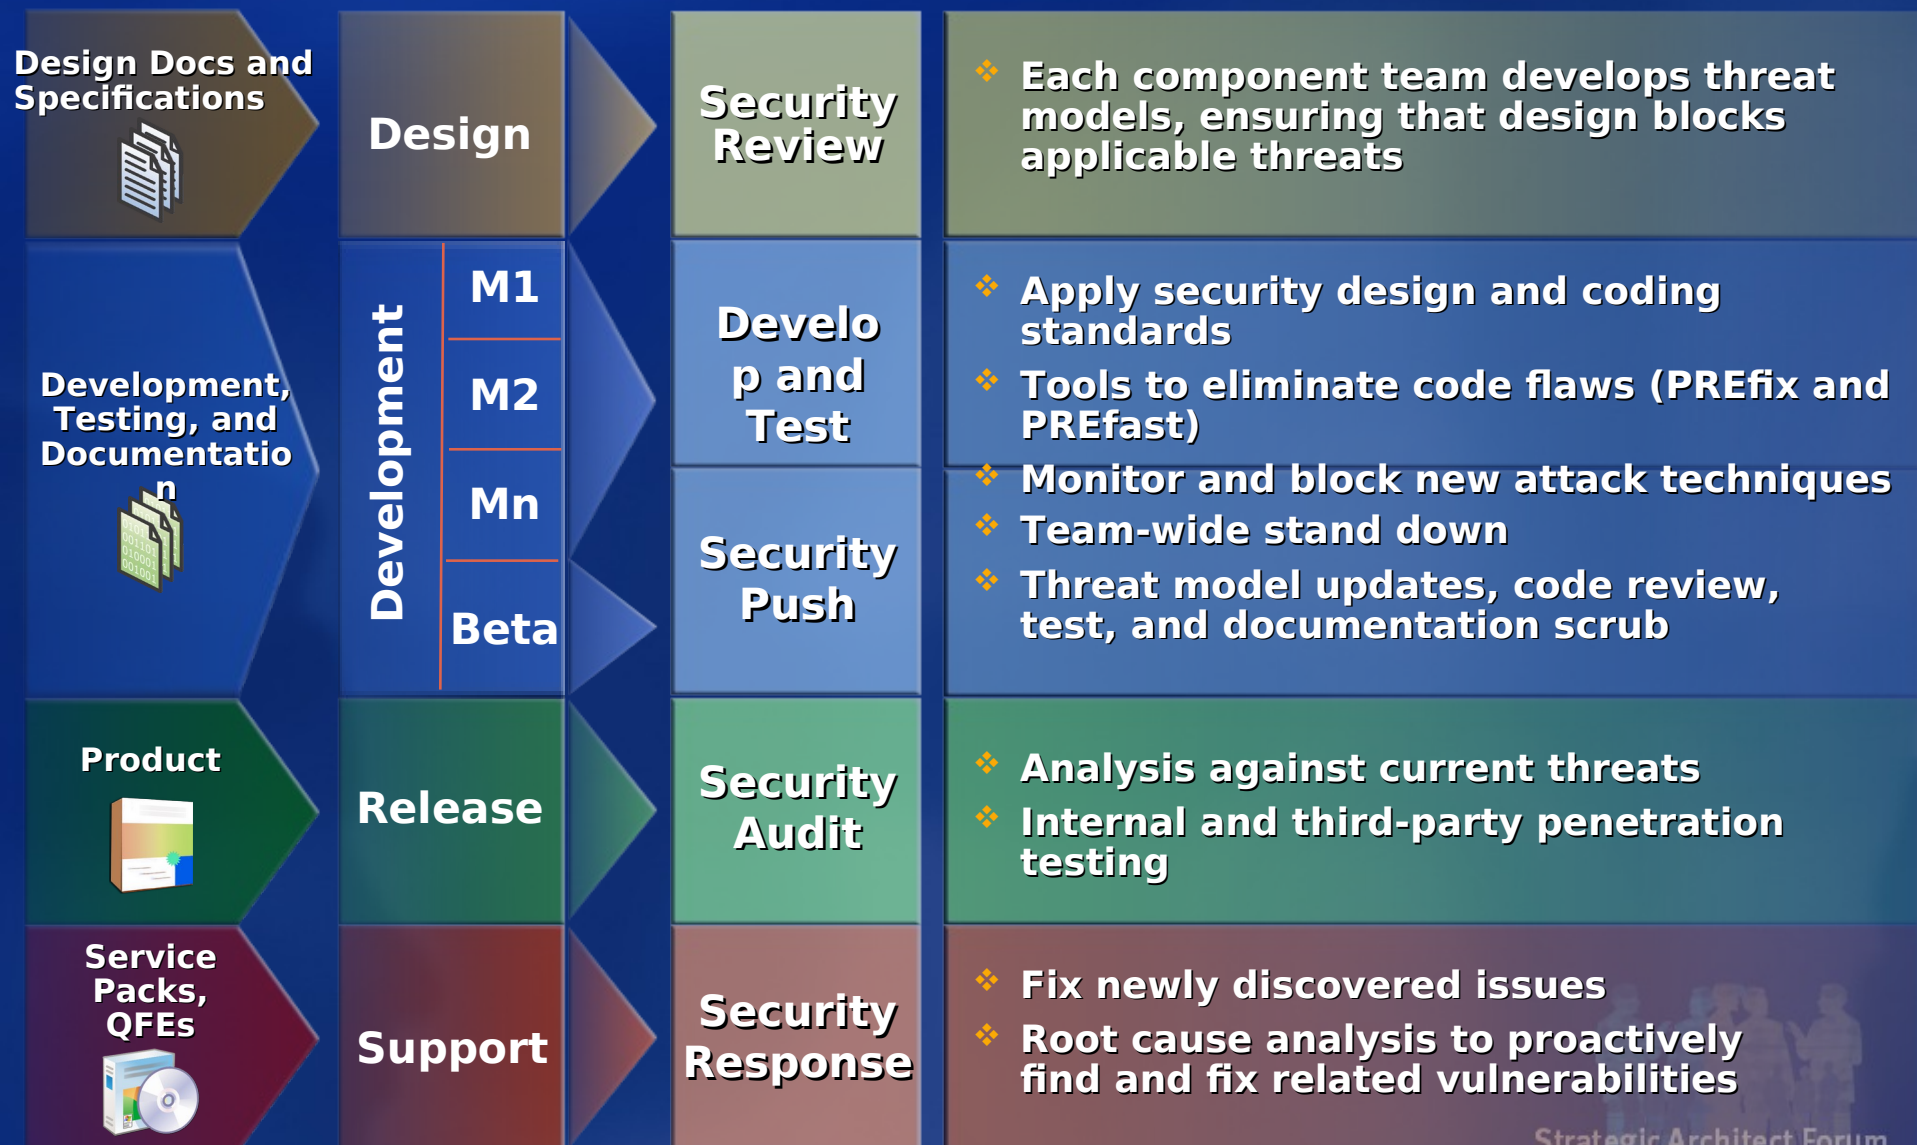 Design Docs and
Specifications
Design
Security
Review
Each component team develops threat
models, ensuring that design blocks
applicable threats
Development,
Testing, and
Documentatio
n
Development
M1
M2
Mn
Beta
Develo
p and
Test
Security
Push
Apply security design and coding
standards
Tools to eliminate code flaws (PREfix and
PREfast)
Monitor and block new attack techniques
Team-wide stand down
Threat model updates, code review,
test, and documentation scrub
Product
Release
Security
Audit
Analysis against current threats
Internal and third-party penetration
testing
Service
Packs,
QFEs
Support
Security
Response
Fix newly discovered issues
Root cause analysis to proactively
find and fix related vulnerabilities
Strategic Architect Forum